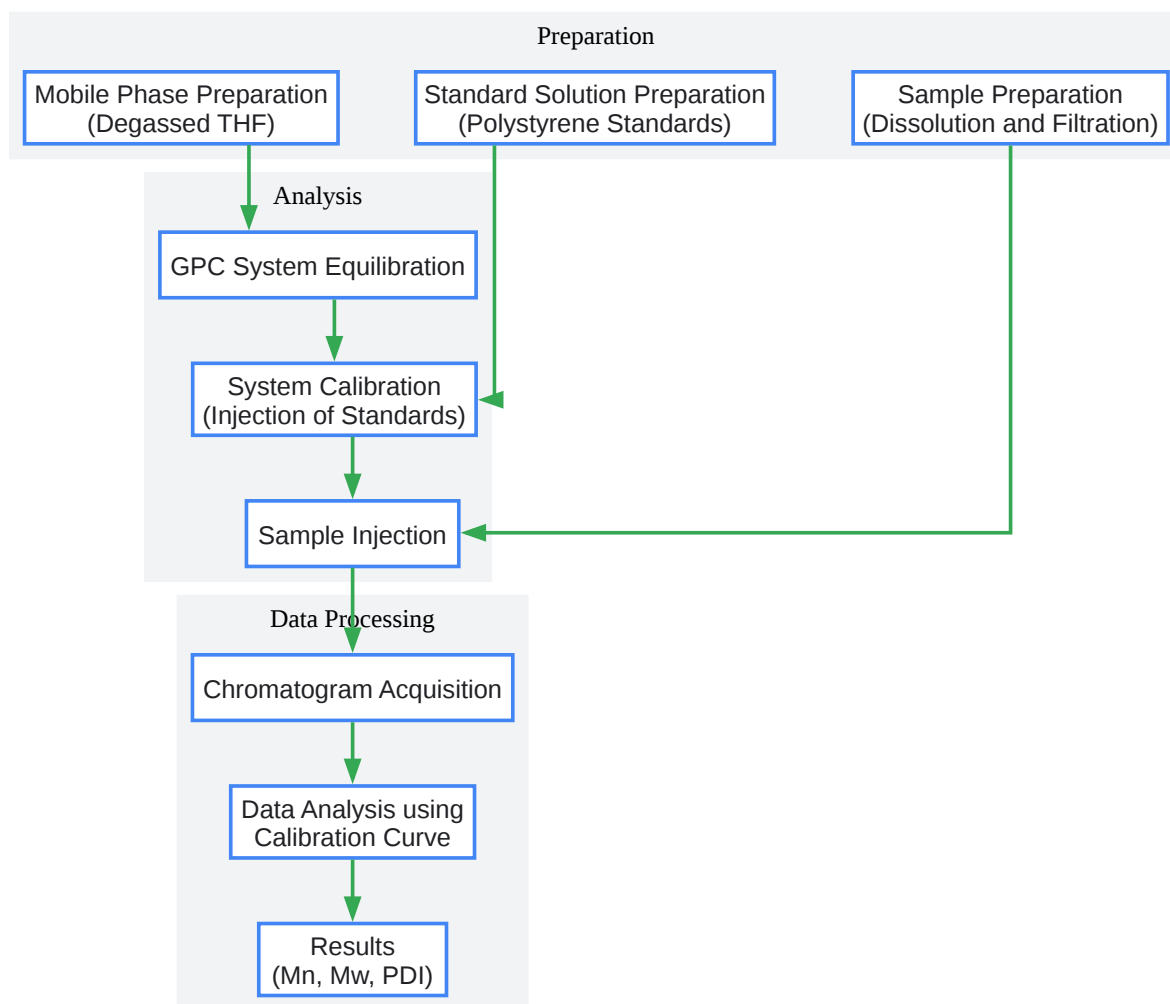 Preparation
Mobile Phase Preparation
(Degassed THF)
Standard Solution Preparation
(Polystyrene Standards)
Sample Preparation
(Dissolution and Filtration)
Analysis
GPC System Equilibration
System Calibration
(Injection of Standards)
Sample Injection
Data Processing
Chromatogram Acquisition
Data Analysis using
Calibration Curve
Results
(Mn, Mw, PDI)